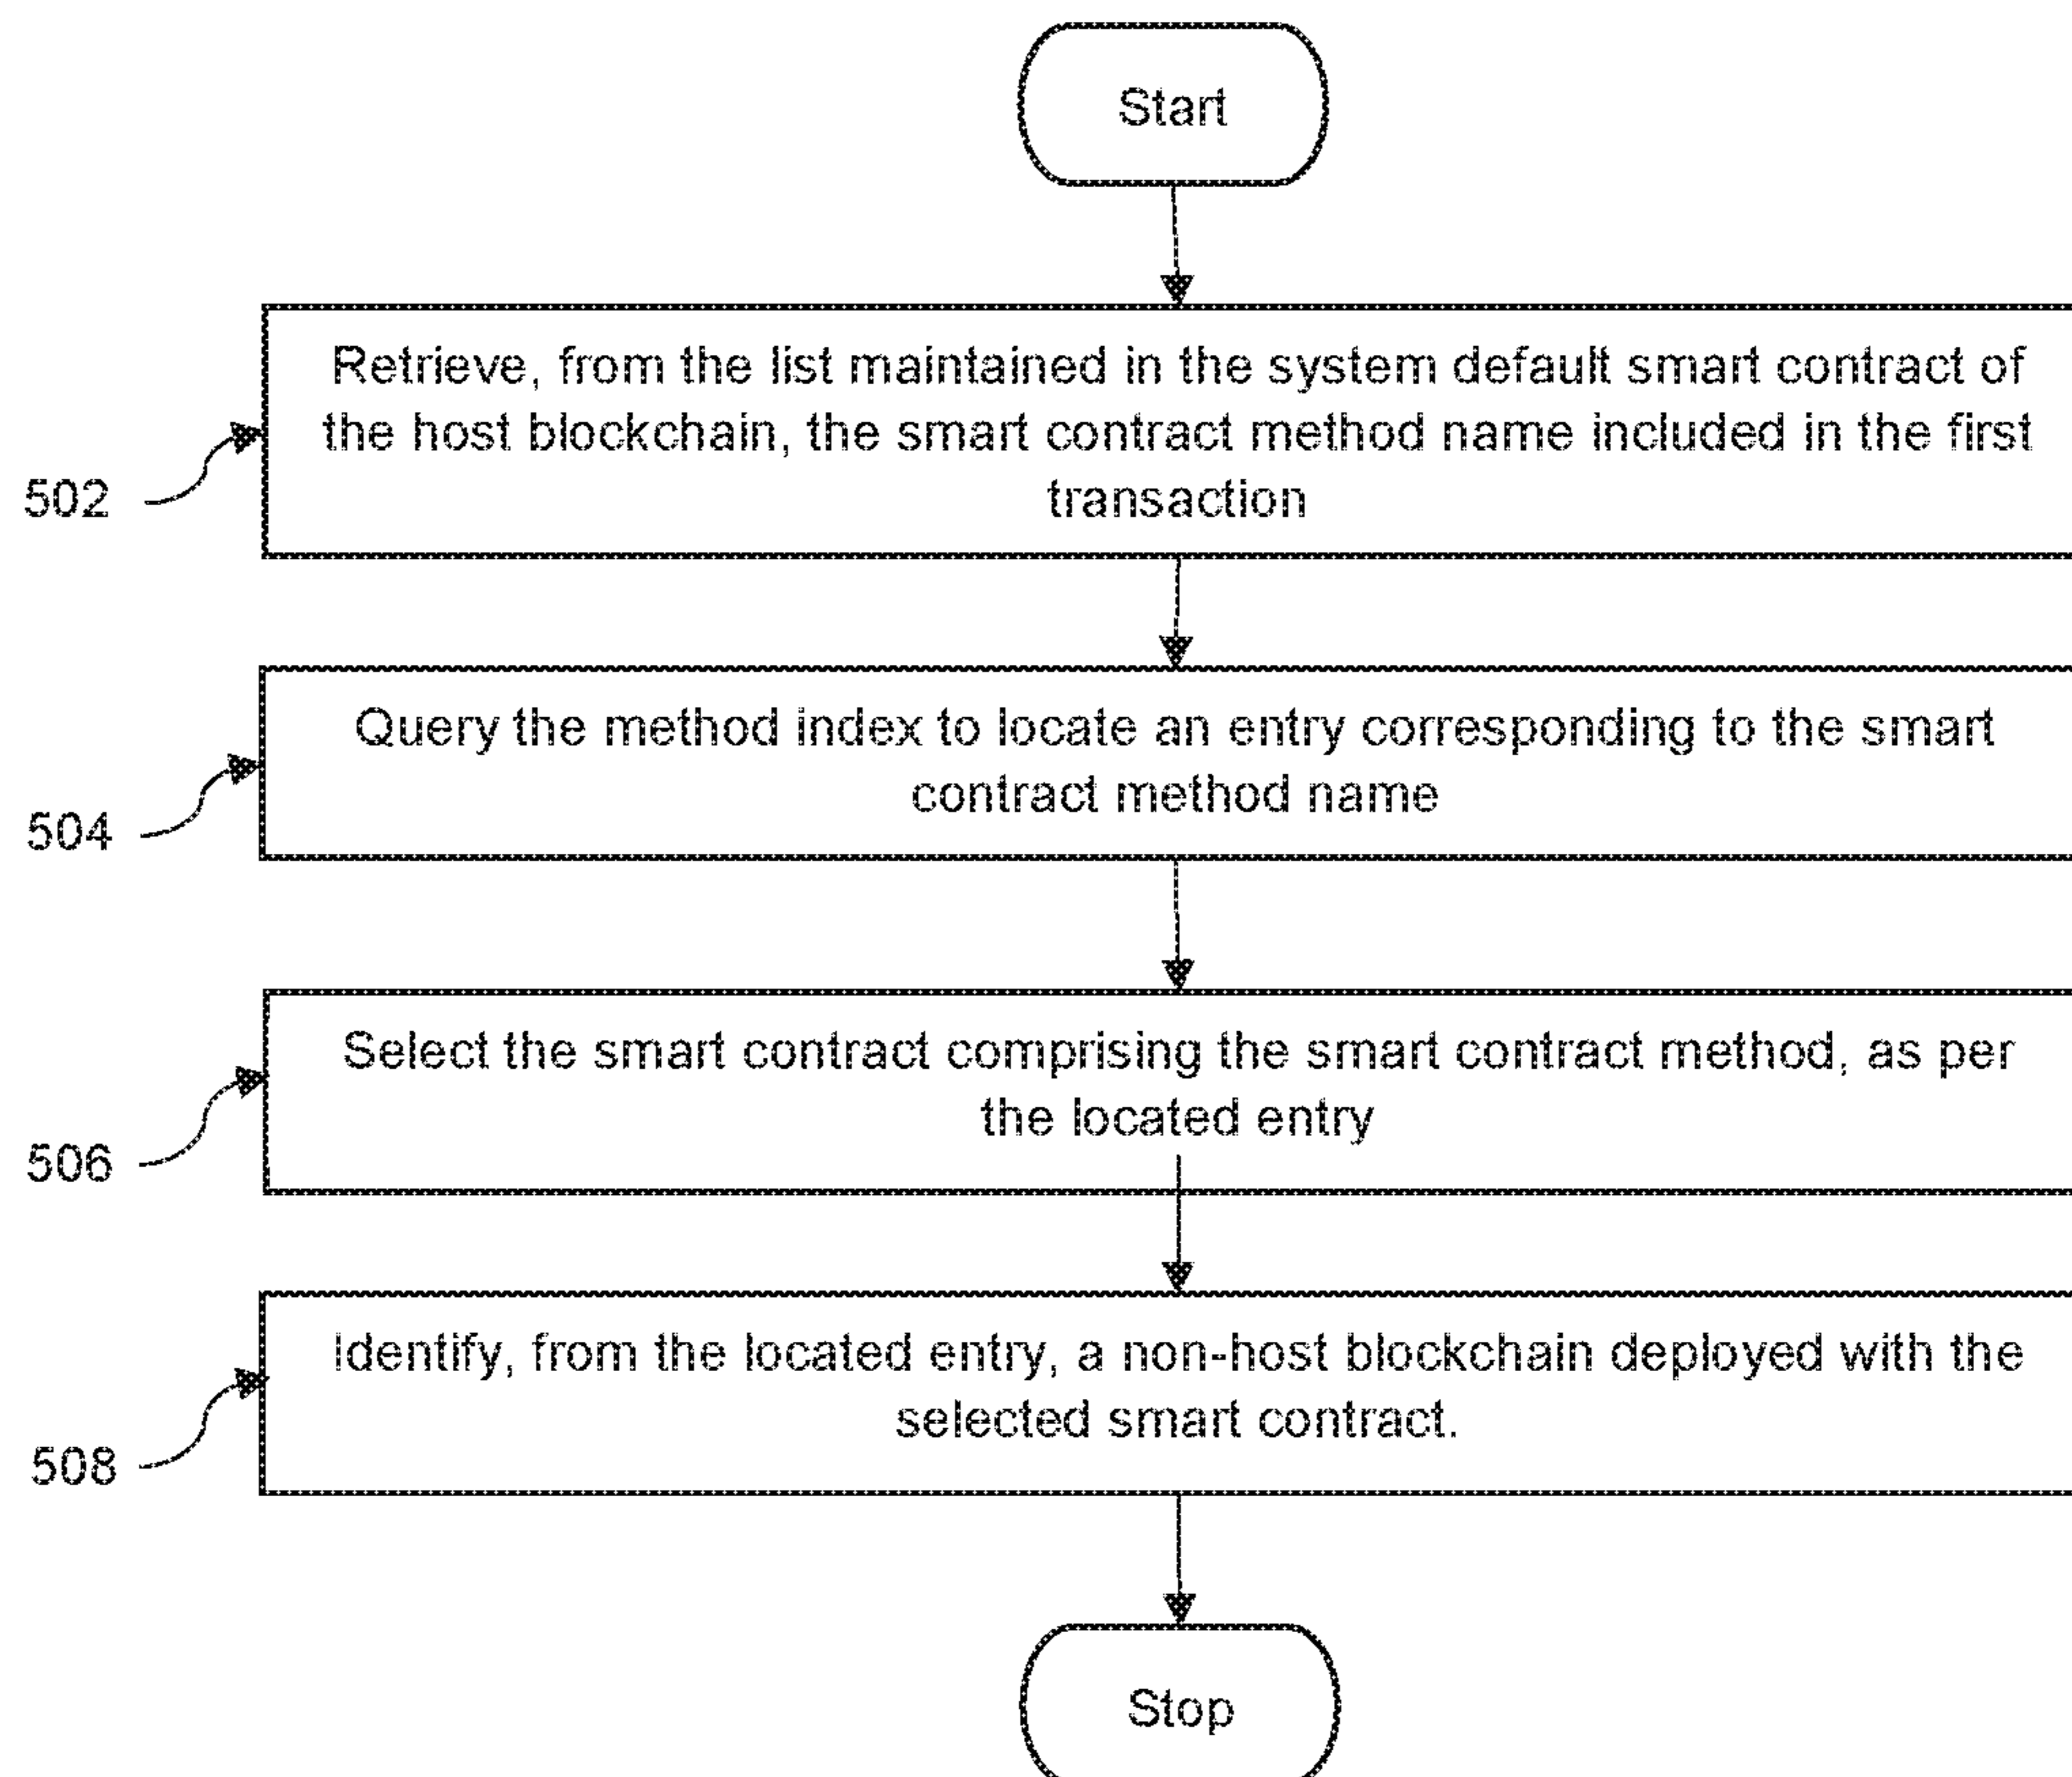 Start
Retrieve, from the list maintained in the system default smart contract of
the host blockchain, the smart contract method name included in the first
transaction
502
Query the method index to locate an entry corresponding to the smart
contract method name
504
Select the smart contract comprising the smart contract method, as per
the located entry
506
Identify, from the located entry, a non-host blockchain deployed with the
selected smart contract.
508
Stop